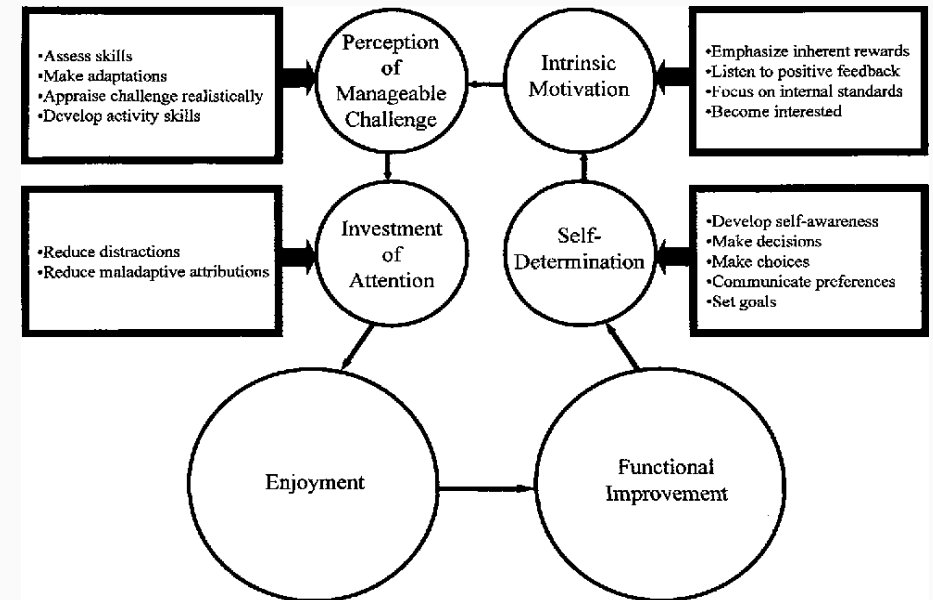 •Assess skills
•Make adaptations
•Appraise challenge realistically
•Develop activity skills
Perception
of
Manageable
Challenge
Intrinsic
Motivation
•Emphasize inherent rewards
•Listen to positive feedback
•Focus on internal standards
•Become interested
•Reduce distractions
•Reduce maladaptive attributions
Investment
of
Attention
Self-
Determination
•Develop self-awareness
•Make decisions
•Make choices
•Communicate preferences
•Set goals
Enjoyment
Functional
Improvement